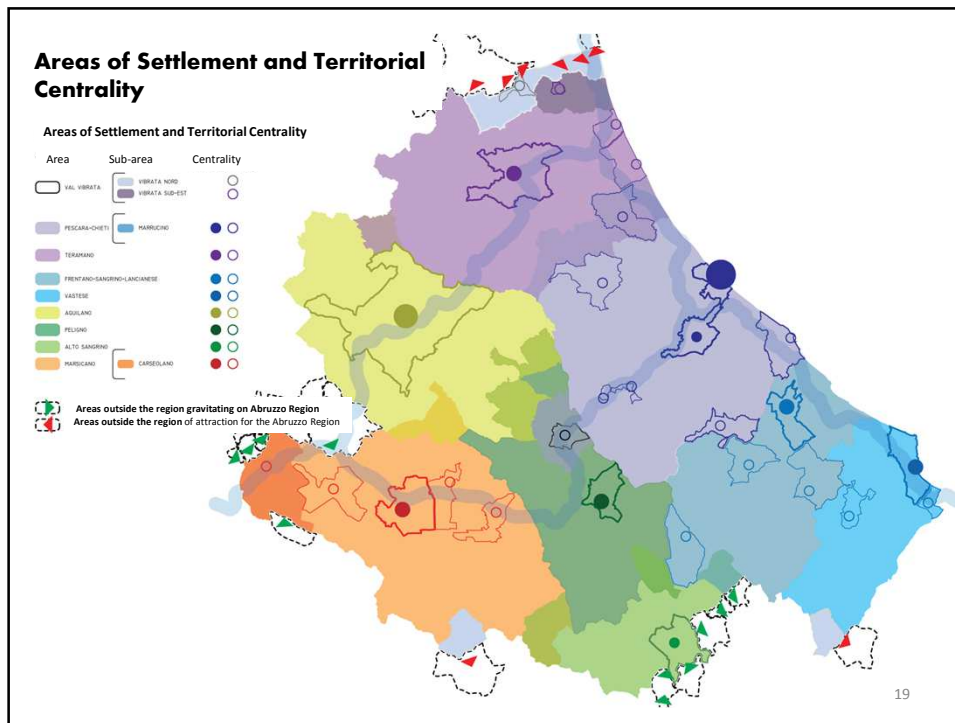 Areas of Settlement and Territorial
Centrality
Areas of Settlement and Territorial Centrality
Area Sub-area Centrality
VAL VIBRATA
VIBRATA NORD
VIBRATA SUD-EST
PESCARA-CHIETI MARRUCINO
TERAMANO
FRENTANO-SANGRINO-LANCIANESE
VASTESE
AQUILANO
PELIGNO
ALTO SANGRINO
MARSICANO CARSEOLANO
Areas outside the region gravitating on Abruzzo Region
Areas outside the region of attraction for the Abruzzo Region
19